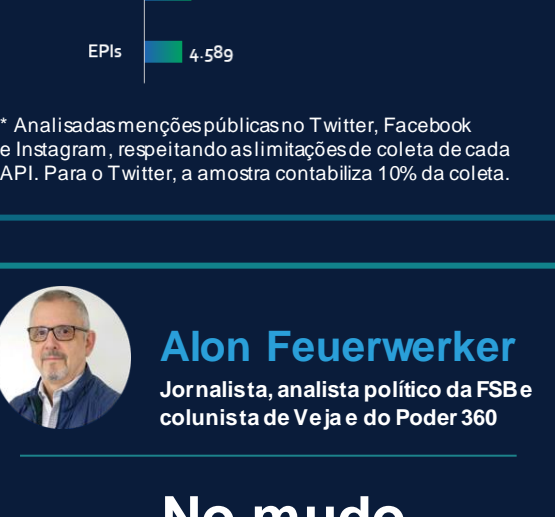 EPIs 4.589
* Analisadas menções públicas no Twitter, Facebook
e Instagram, respeitando as limitações de coleta de cada
API. Para o Twitter, a amostra contabiliza 10% da coleta.
Alon Feuerwerker
Jornalista, analista político da FSB e
colunista de Veja e do Poder 360
No mudo